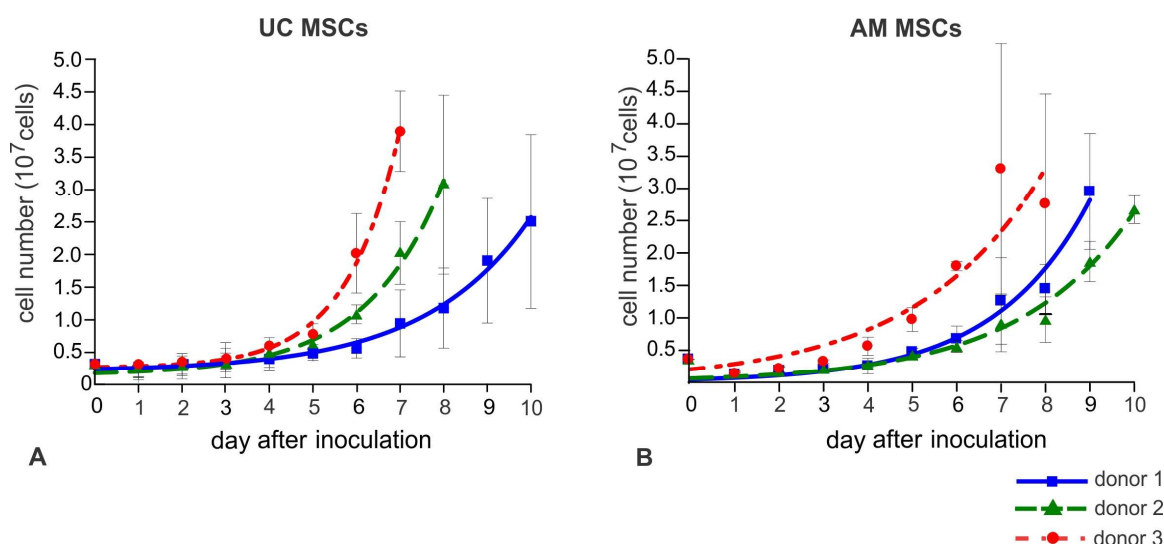 UC MSCs
5.0
4.5
4.0
3.5
3.0
2.5
2.0
1.5
1.0
0.5
0
cell number (10⁷cells)
0 1 2 3 4 5 6 7 8 9 10
day after inoculation
A
AM MSCs
5.0
4.5
4.0
3.5
3.0
2.5
2.0
1.5
1.0
0.5
cell number (10⁷cells)
0 1 2 3 4 5 6 7 8 9 10
day after inoculation
B
donor 1
donor 2
donor 3